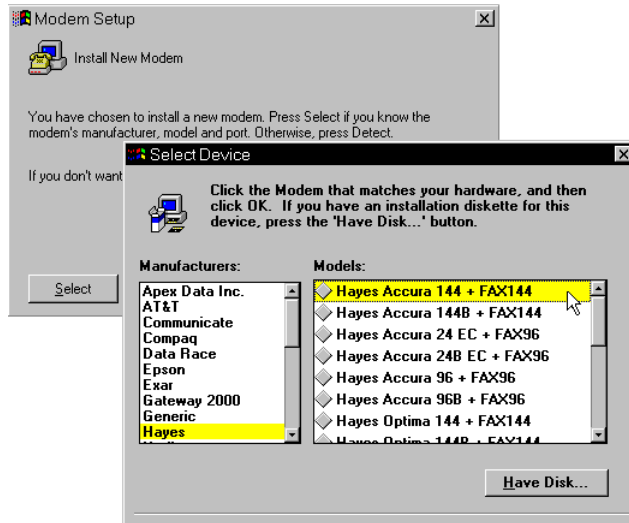 Modem Setup
Install New Modem
You have chosen to install a new modem. Press Select if you know the
modem's manufacturer, model and port. Otherwise, press Detect.
If you don't want
Select
Select Device
Click the Modem that matches your hardware, and then
click OK. If you have an installation diskette for this
device, press the 'Have Disk...' button.
Manufacturers:
Apex Data Inc.
AT&T
Communicate
Compaq
Data Race
Epson
Exar
Gateway 2000
Generic
Hayes
Models:
Hayes Accura 144 + FAX144
Hayes Accura 144B + FAX144
Hayes Accura 24 EC + FAX96
Hayes Accura 24B EC + FAX96
Hayes Accura 96 + FAX96
Hayes Accura 96B + FAX96
Hayes Optima 144 + FAX144
Hayes Optima 144B + FAX144
Have Disk...